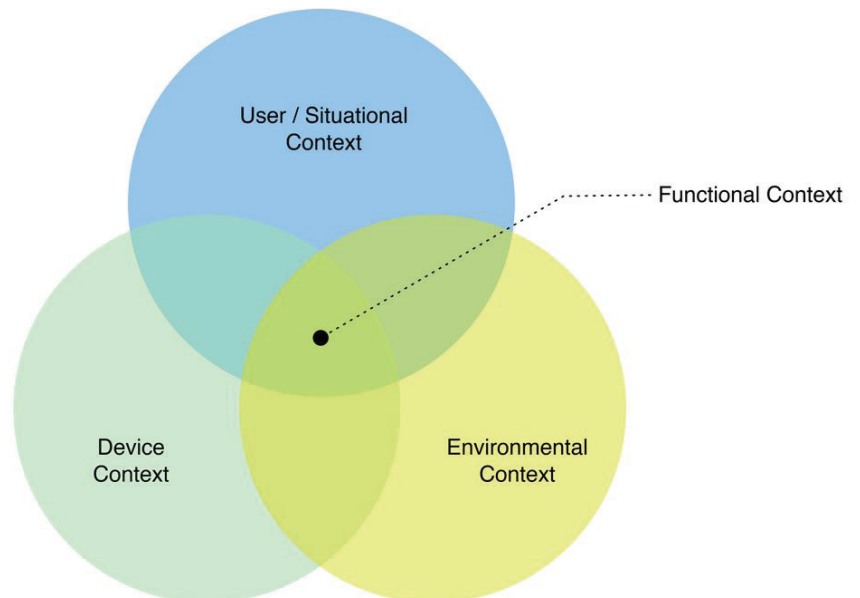 User / Situational
Context
Functional Context
Device
Context
Environmental
Context